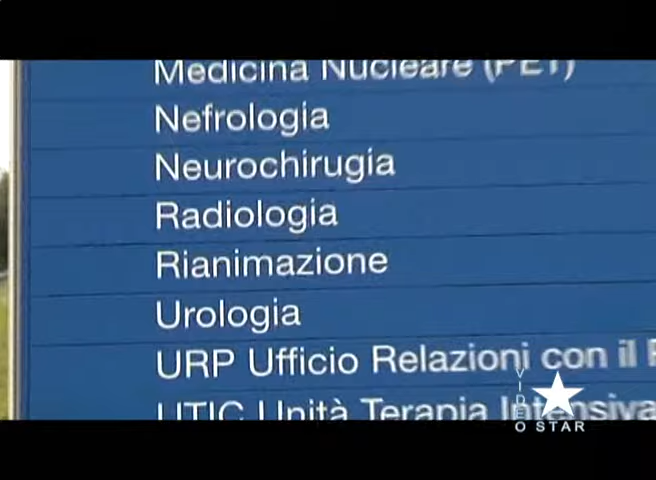 Medicina Nucleare (PET)
Nefrologia
Neurochirugia
Radiologia
Rianimazione
Urologia
URP Ufficio Relazioni con il
UTIC Unità Terapia Intensiva
VIDEO STAR